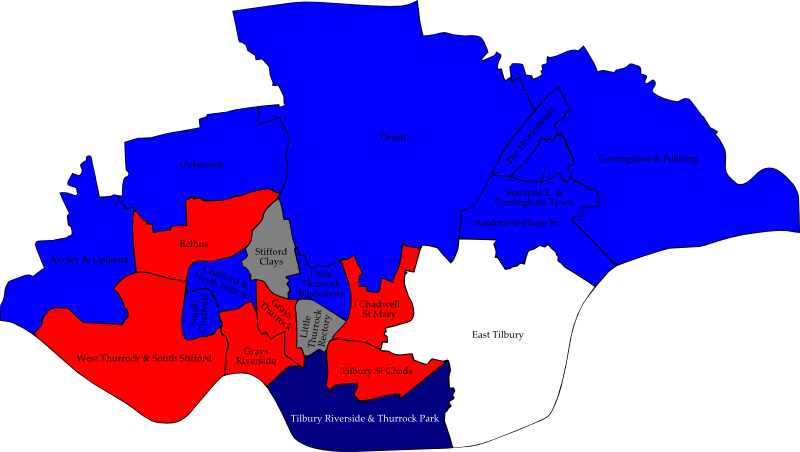 Orsett
The Homesteads
Corringham & Fobbing
Ockendon
Stanford E. &
Corringham Town
Stanford-le-Hope W.
Belhus
Stifford
Clays
Aveley & Uplands
Chafford &
North Stifford
Little
Thurrock
Blackshots
South
Chafford
Grays
Thurrock
Chadwell
St Mary
Little
Thurrock
Rectory
East Tilbury
West Thurrock & South Stifford
Grays
Riverside
Tilbury St Chads
Tilbury Riverside & Thurrock Park